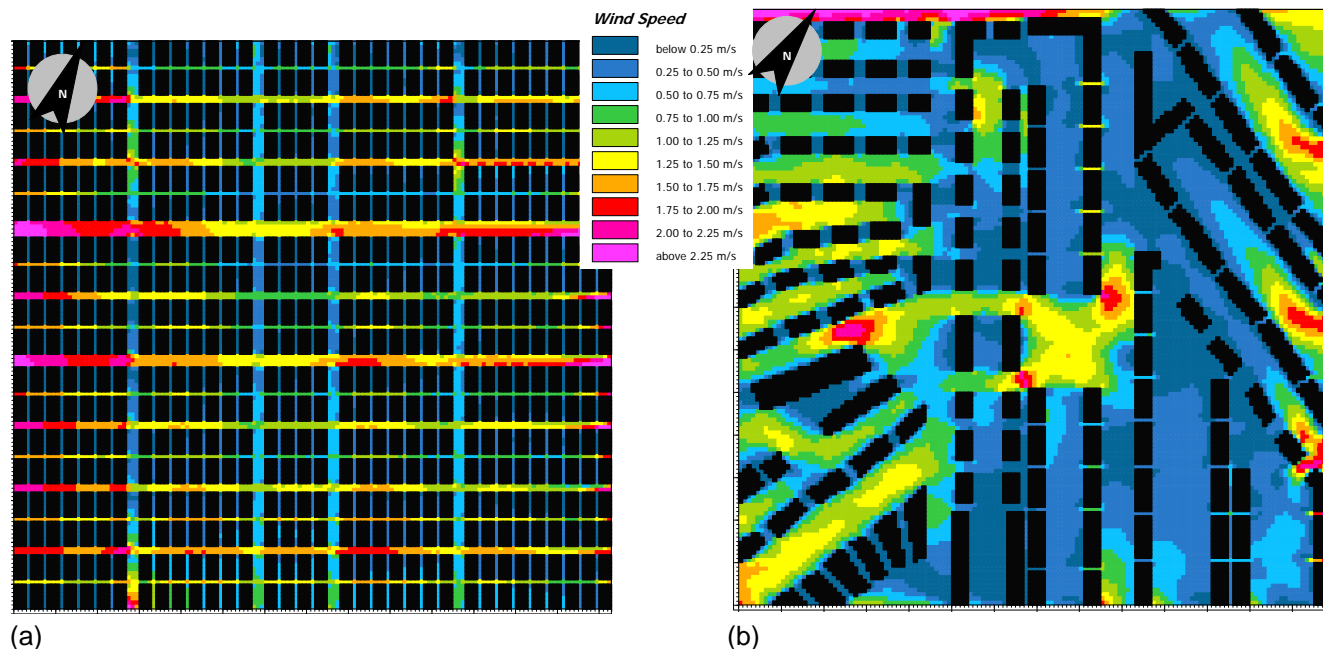 Wind Speed
N
N
below 0.25 m/s
0.25 to 0.50 m/s
0.50 to 0.75 m/s
0.75 to 1.00 m/s
1.00 to 1.25 m/s
1.25 to 1.50 m/s
1.50 to 1.75 m/s
1.75 to 2.00 m/s
2.00 to 2.25 m/s
above 2.25 m/s
(a)
(b)